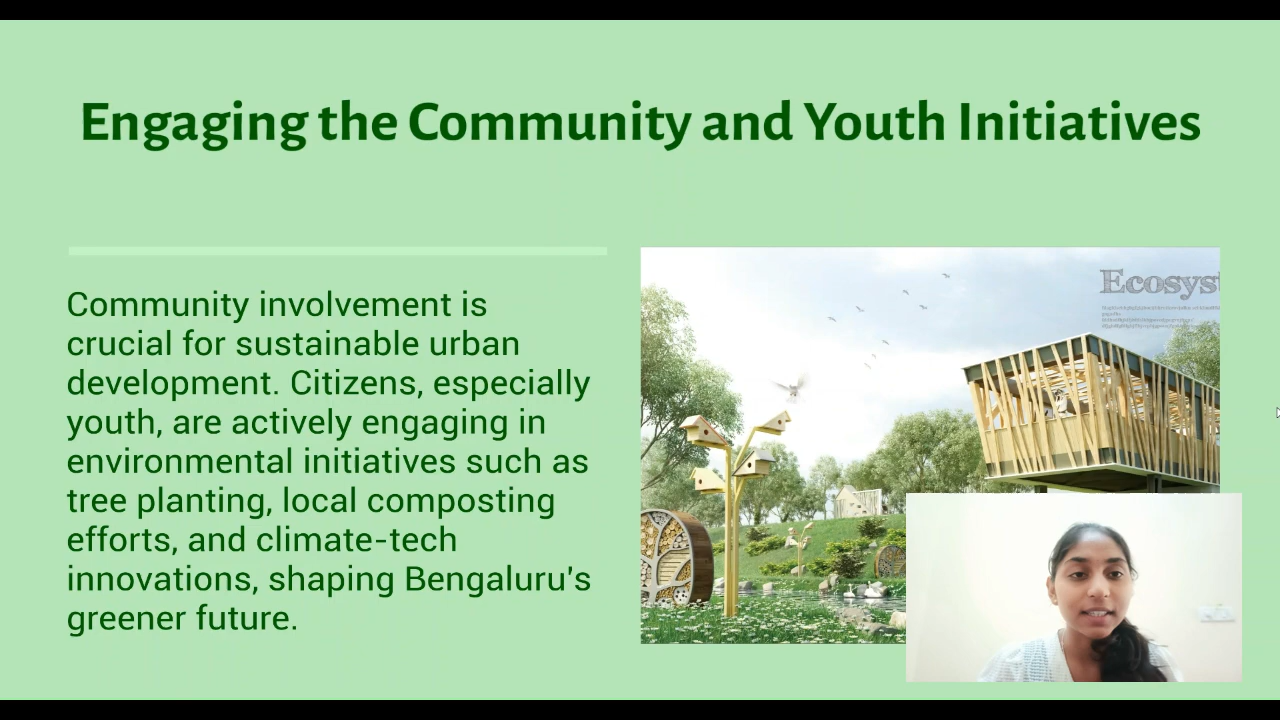 Engaging the Community and Youth Initiatives
Community involvement is
crucial for sustainable urban
development. Citizens, especially
youth, are actively engaging in
environmental initiatives such as
tree planting, local composting
efforts, and climate-tech
innovations, shaping Bengaluru's
greener future.
Ecosyst